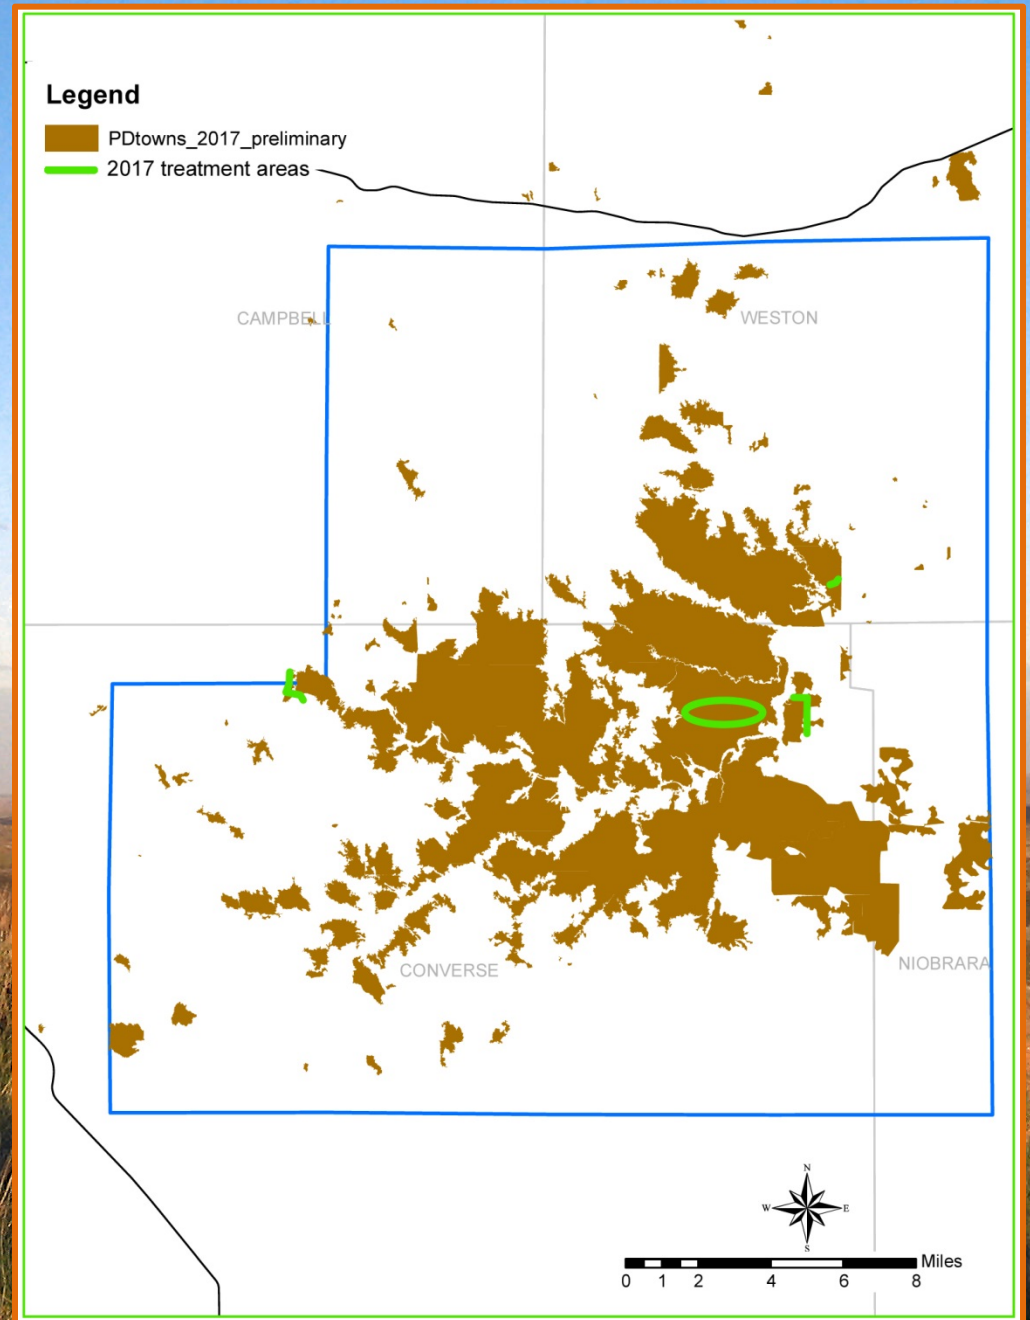 Legend
PDtowns_2017_preliminary
2017 treatment areas
CAMPBELL
WESTON
CONVERSE
NIOBRARA
N
W E
S
Miles
0 1 2 4 6 8